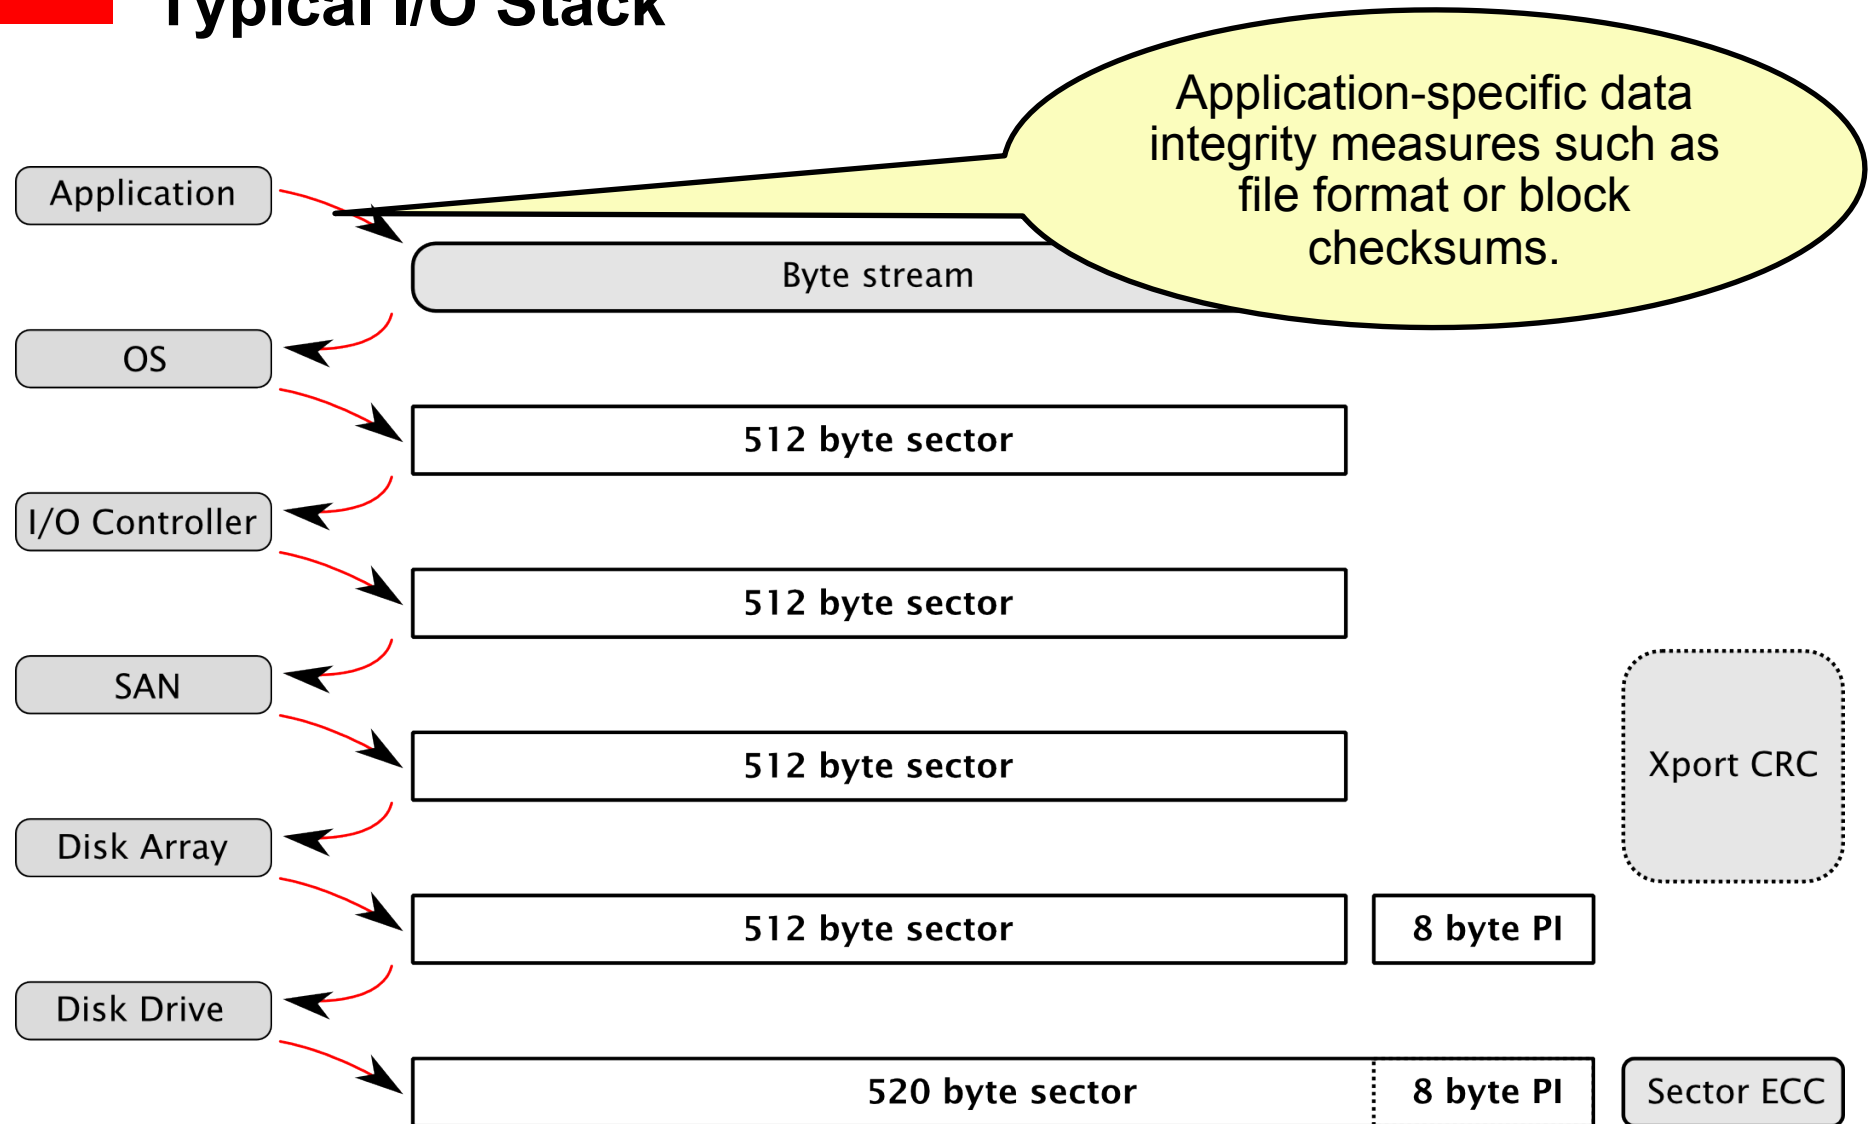 Typical I/O Stack
Application-specific data
integrity measures such as
file format or block
checksums.
Application
Byte stream
OS
512 byte sector
I/O Controller
512 byte sector
SAN
512 byte sector
Xport CRC
Disk Array
512 byte sector
8 byte PI
Disk Drive
520 byte sector
8 byte PI
Sector ECC